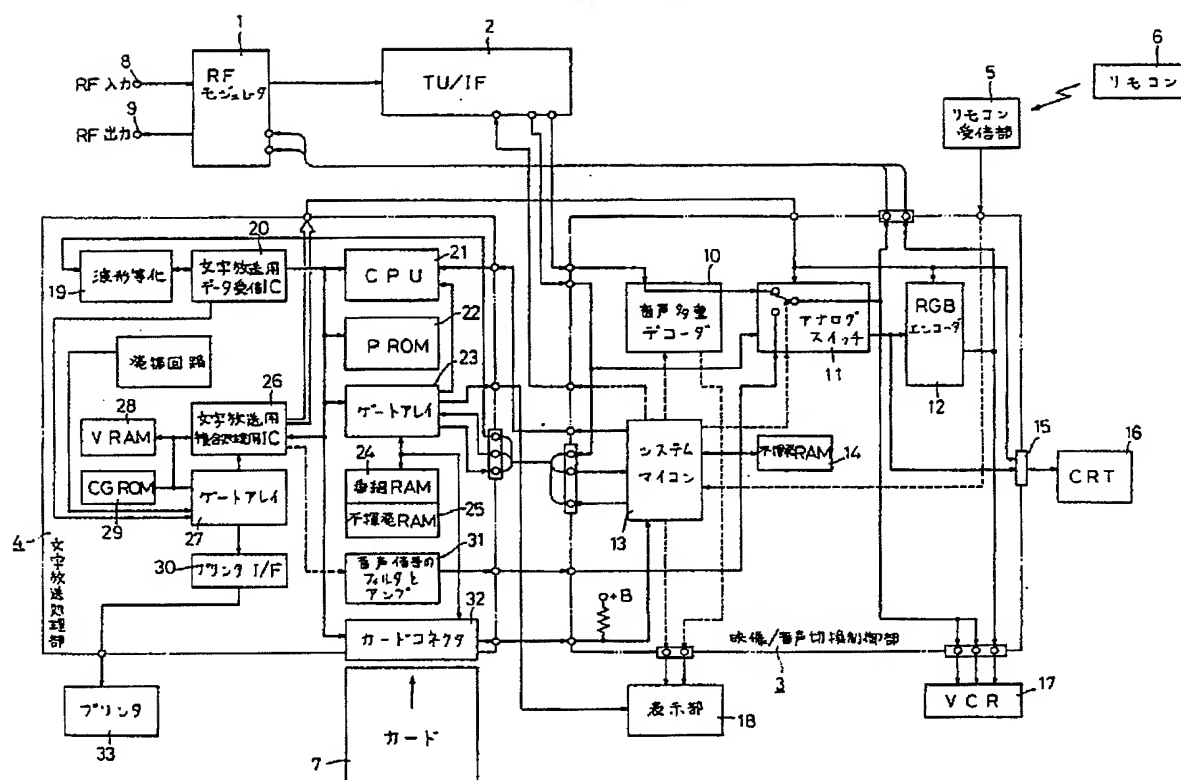 1
RF
モジュレータ
8
RF 入力
9
RF 出力
2
TU/IF
6
リモコン
5
リモコン
受信部
20
文字放送用
データ受信IC
19
波形等化
21
CPU
22
P ROM
23
ゲートアレイ
発振回路
26
文字放送用
IC
28
V RAM
29
CG ROM
27
ゲートアレイ
24
番組RAM
不揮発RAM
25
30
プリンタ I/F
31
音声信号の
フィルタと
アンプ
32
カードコネクタ
4
文字放送処理部
33
プリンタ
7
カード
10
音声多重
デコーダ
アナログ
スイッチ
11
RGB
エンコーダ
12
システム
マイコン
13
不揮発RAM
14
15
16
CRT
+B
映像/音声切換制御部
3
表示部
18
VCR
17